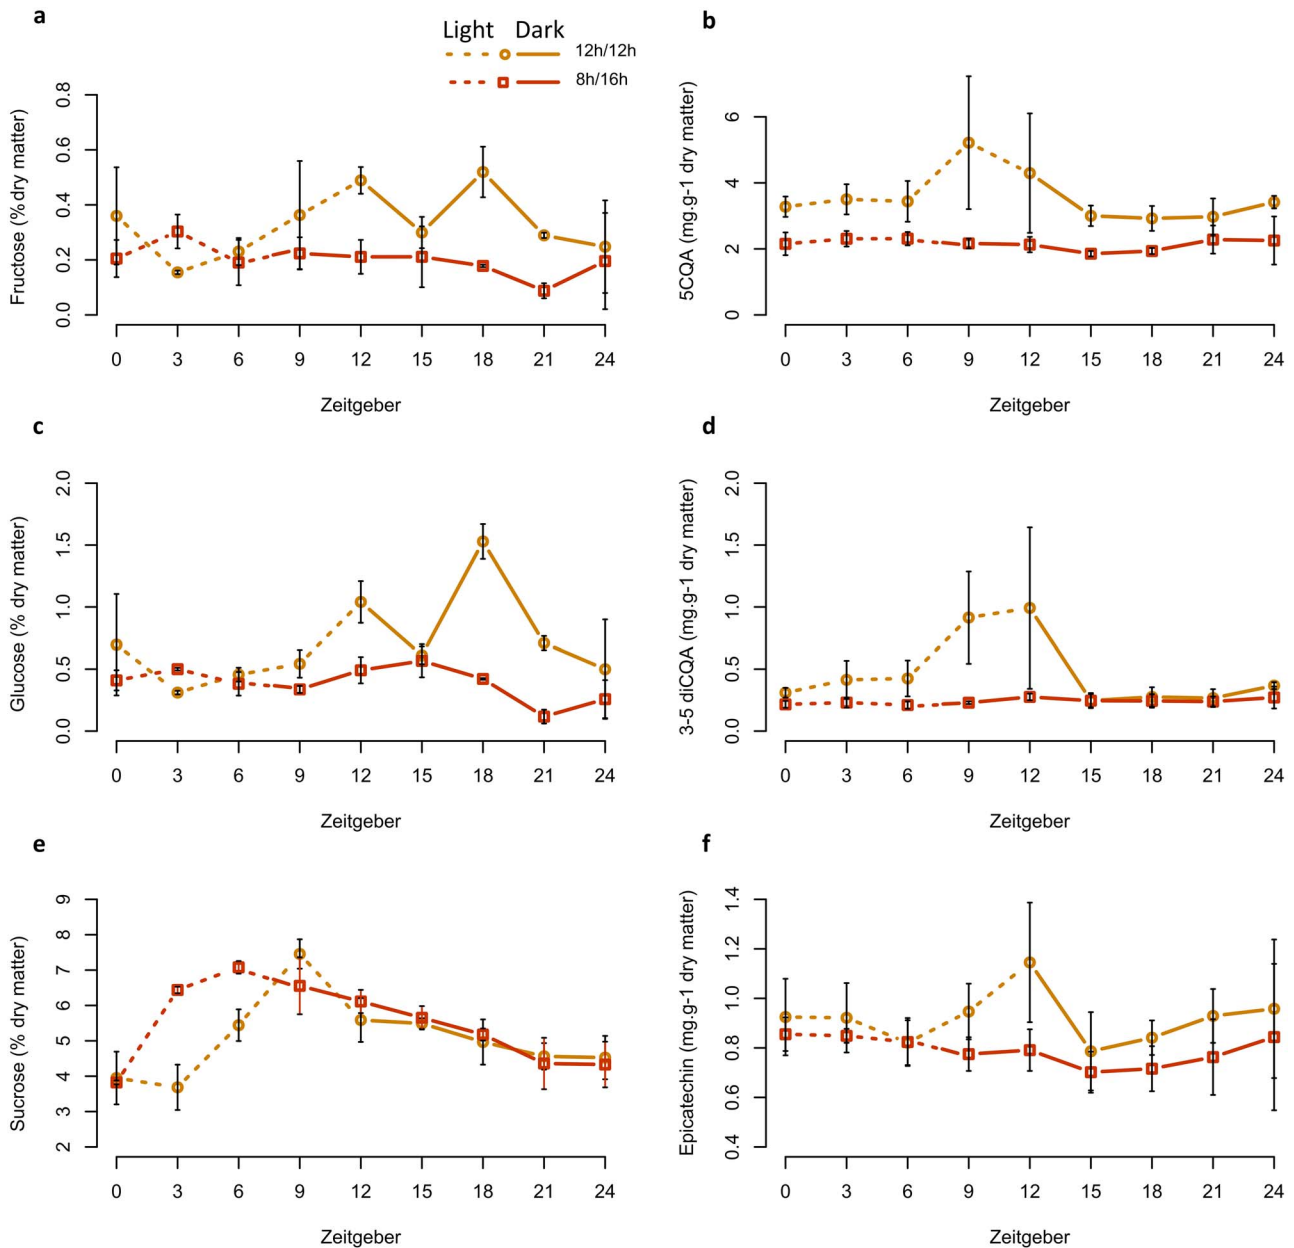 a
Light Dark
12h/12h
8h/16h
Fructose (%dry matter)
0.0 0.2 0.4 0.6 0.8
0 3 6 9 12 15 18 21 24
Zeitgeber
b
5CQA (mg.g-1 dry matter)
0 2 4 6
0 3 6 9 12 15 18 21 24
Zeitgeber
c
Glucose (% dry matter)
0.0 0.5 1.0 1.5 2.0
0 3 6 9 12 15 18 21 24
Zeitgeber
d
3-5 diCQA (mg.g-1 dry matter)
0.0 0.5 1.0 1.5 2.0
0 3 6 9 12 15 18 21 24
Zeitgeber
e
Sucrose (% dry matter)
2 3 4 5 6 7 8 9
0 3 6 9 12 15 18 21 24
Zeitgeber
f
Epicatechin (mg.g-1 dry matter)
0.4 0.6 0.8 1.0 1.2 1.4
0 3 6 9 12 15 18 21 24
Zeitgeber